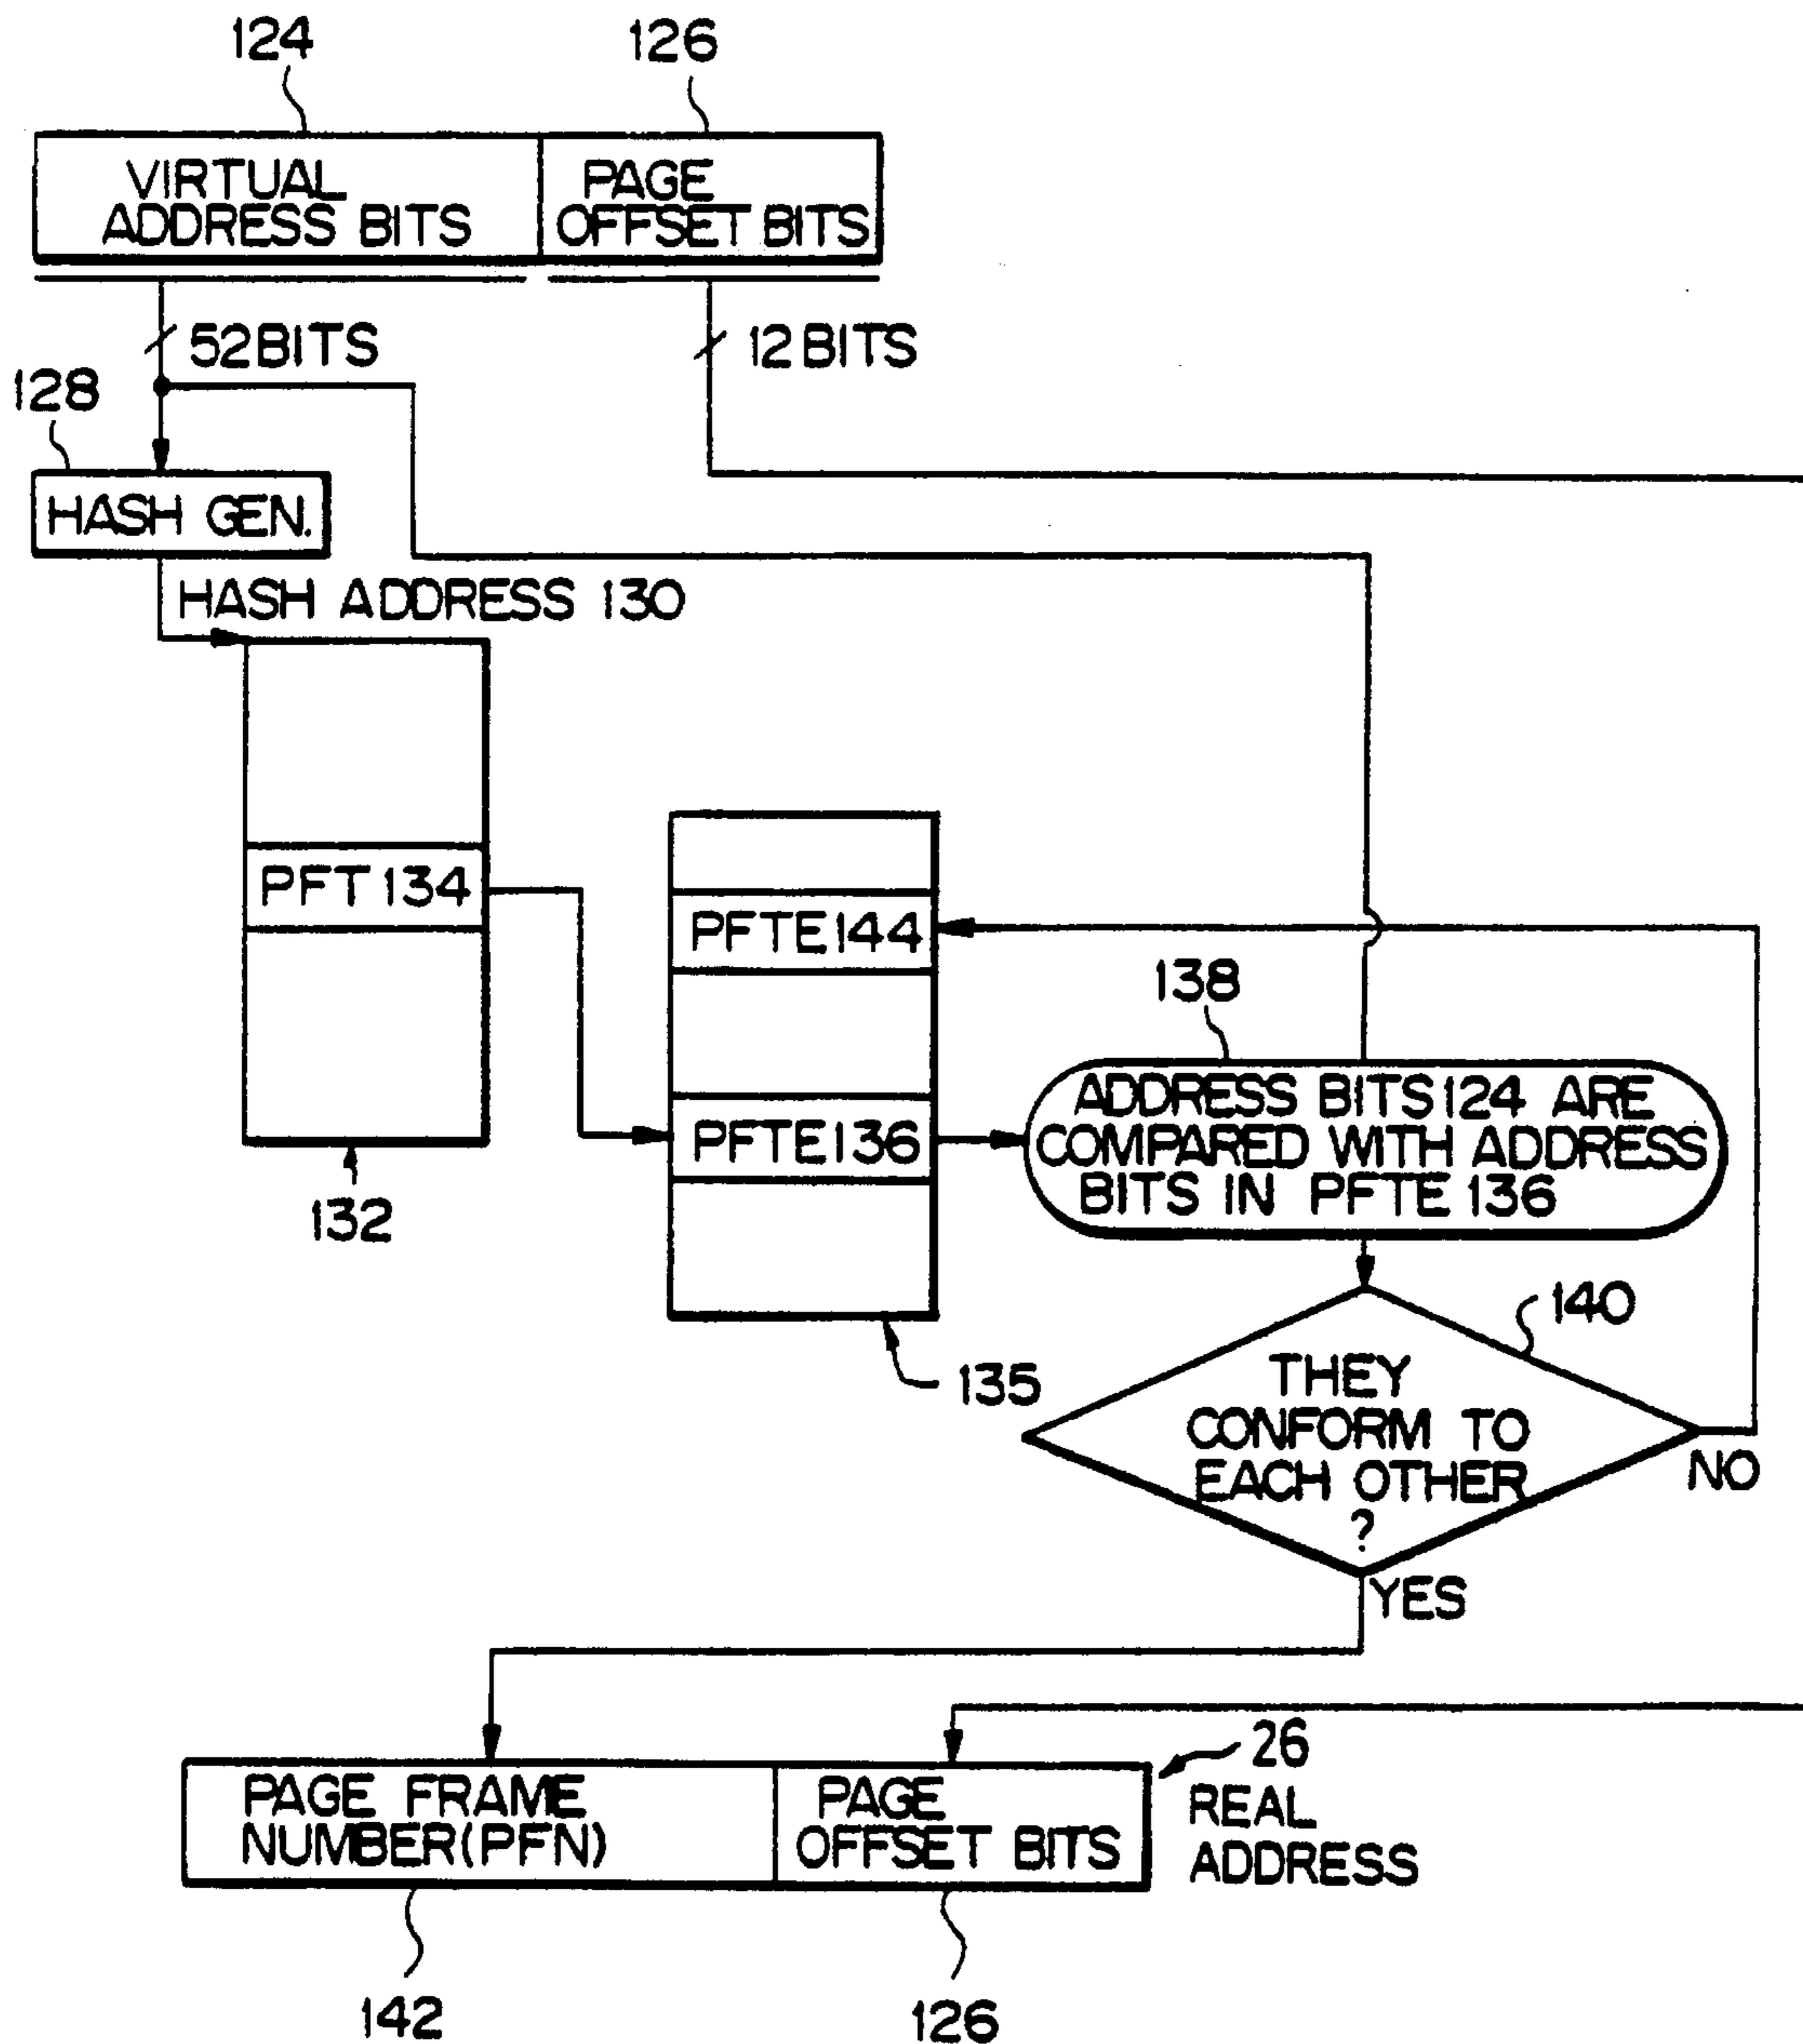 124
126
VIRTUAL
ADDRESS BITS
PAGE
OFFSET BITS
52 BITS
12 BITS
128
HASH GEN.
HASH ADDRESS 130
PFT 134
PFTE 144
138
ADDRESS BITS 124 ARE
COMPARED WITH ADDRESS
BITS IN PFTE 136
PFTE 136
132
140
135
THEY
CONFORM TO
EACH OTHER
?
NO
YES
26
REAL
ADDRESS
PAGE FRAME
NUMBER (PFN)
PAGE
OFFSET BITS
142
126